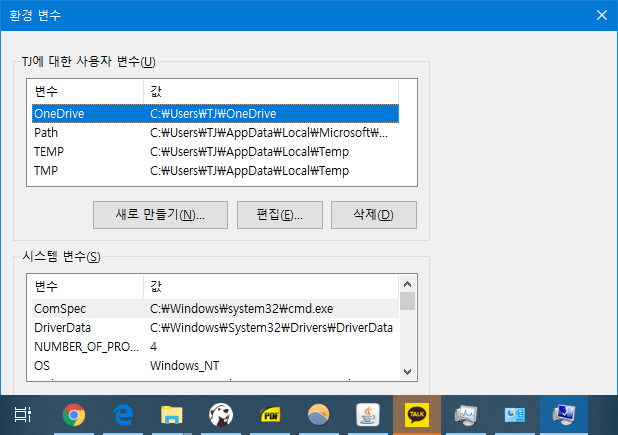 환경 변수
TJ에 대한 사용자 변수(U)
변수 값
OneDrive C:₩Users₩TJ₩OneDrive
Path C:₩Users₩TJ₩AppData₩Local₩Microsoft₩...
TEMP C:₩Users₩TJ₩AppData₩Local₩Temp
TMP C:₩Users₩TJ₩AppData₩Local₩Temp
새로 만들기(N)... 편집(E)... 삭제(D)
시스템 변수(S)
변수 값
ComSpec C:₩Windows₩system32₩cmd.exe
DriverData C:₩Windows₩System32₩Drivers₩DriverData
NUMBER_OF_PRO... 4
OS Windows_NT
PDF
TALK